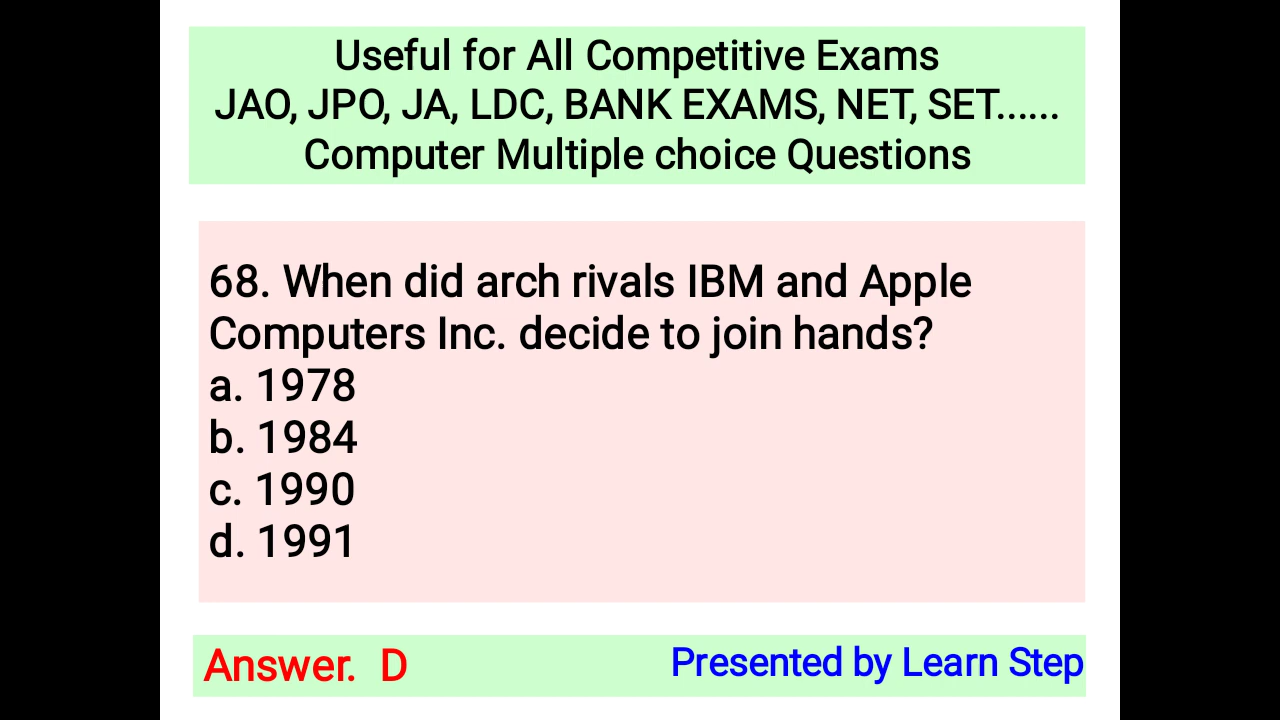 Useful for All Competitive Exams
JAO, JPO, JA, LDC, BANK EXAMS, NET, SET......
Computer Multiple choice Questions
68. When did arch rivals IBM and Apple
Computers Inc. decide to join hands?
a. 1978
b. 1984
c. 1990
d. 1991
Answer. D
Presented by Learn Step